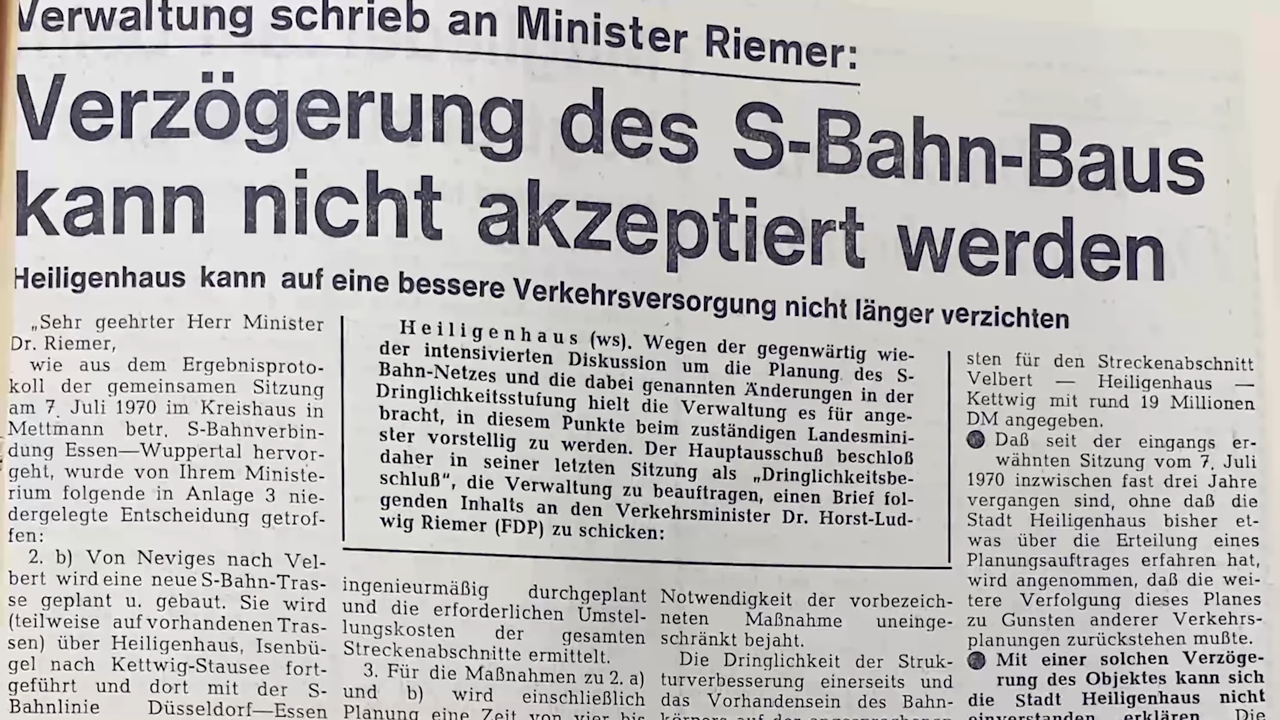 Verwaltung schrieb an Minister Riemer:
Verzögerung des S-Bahn-Baus
kann nicht akzeptiert werden
Heiligenhaus kann auf eine bessere Verkehrsversorgung nicht länger verzichten
„Sehr geehrter Herr Minister
Dr. Riemer,
wie aus dem Ergebnisproto-
koll der gemeinsamen Sitzung
am 7. Juli 1970 im Kreishaus in
Mettmann betr. S-Bahnverbin-
dung Essen—Wuppertal hervor-
geht, wurde von Ihrem Ministe-
rium folgende in Anlage 3 nie-
dergelegte Entscheidung getrof-
fen:
2. b) Von Neviges nach Vel-
bert wird eine neue S-Bahn-Tras-
se geplant u. gebaut. Sie wird
(teilweise auf vorhandenen Tras-
sen) über Heiligenhaus, Isenbü-
gel nach Kettwig-Stausee fort-
geführt und dort mit der S-
Bahnlinie Düsseldorf—Essen
Heiligenhaus (ws). Wegen der gegenwärtig wie-
der intensivierten Diskussion um die Planung des S-
Bahn-Netzes und die dabei genannten Änderungen in der
Dringlichkeitsstufung hielt die Verwaltung es für ange-
bracht, in diesem Punkte beim zuständigen Landesmini-
ster vorstellig zu werden. Der Hauptausschuß beschloß
daher in seiner letzten Sitzung als „Dringlichkeitsbe-
schluß“, die Verwaltung zu beauftragen, einen Brief fol-
genden Inhalts an den Verkehrsminister Dr. Horst-Lud-
wig Riemer (FDP) zu schicken:
ingenieurmäßig durchgeplant
und die erforderlichen Umstel-
lungskosten der gesamten
Streckenabschnitte ermittelt.
3. Für die Maßnahmen zu 2. a)
und b) wird einschließlich
Planung eine Zeit von vier bis
Notwendigkeit der vorbezeich-
neten Maßnahme uneinge-
schränkt bejaht.
Die Dringlichkeit der Struk-
turverbesserung einerseits und
das Vorhandensein des Bahn-
körpers auf der angesprochenen
sten für den Streckenabschnitt
Velbert — Heiligenhaus —
Kettwig mit rund 19 Millionen
DM angegeben.
● Daß seit der eingangs er-
wähnten Sitzung vom 7. Juli
1970 inzwischen fast drei Jahre
vergangen sind, ohne daß die
Stadt Heiligenhaus bisher et-
was über die Erteilung eines
Planungsauftrages erfahren hat,
wird angenommen, daß die wei-
tere Verfolgung dieses Planes
zu Gunsten anderer Verkehrs-
planungen zurückstehen mußte.
● Mit einer solchen Verzöge-
rung des Objektes kann sich
die Stadt Heiligenhaus nicht
einverstanden erklären. Die